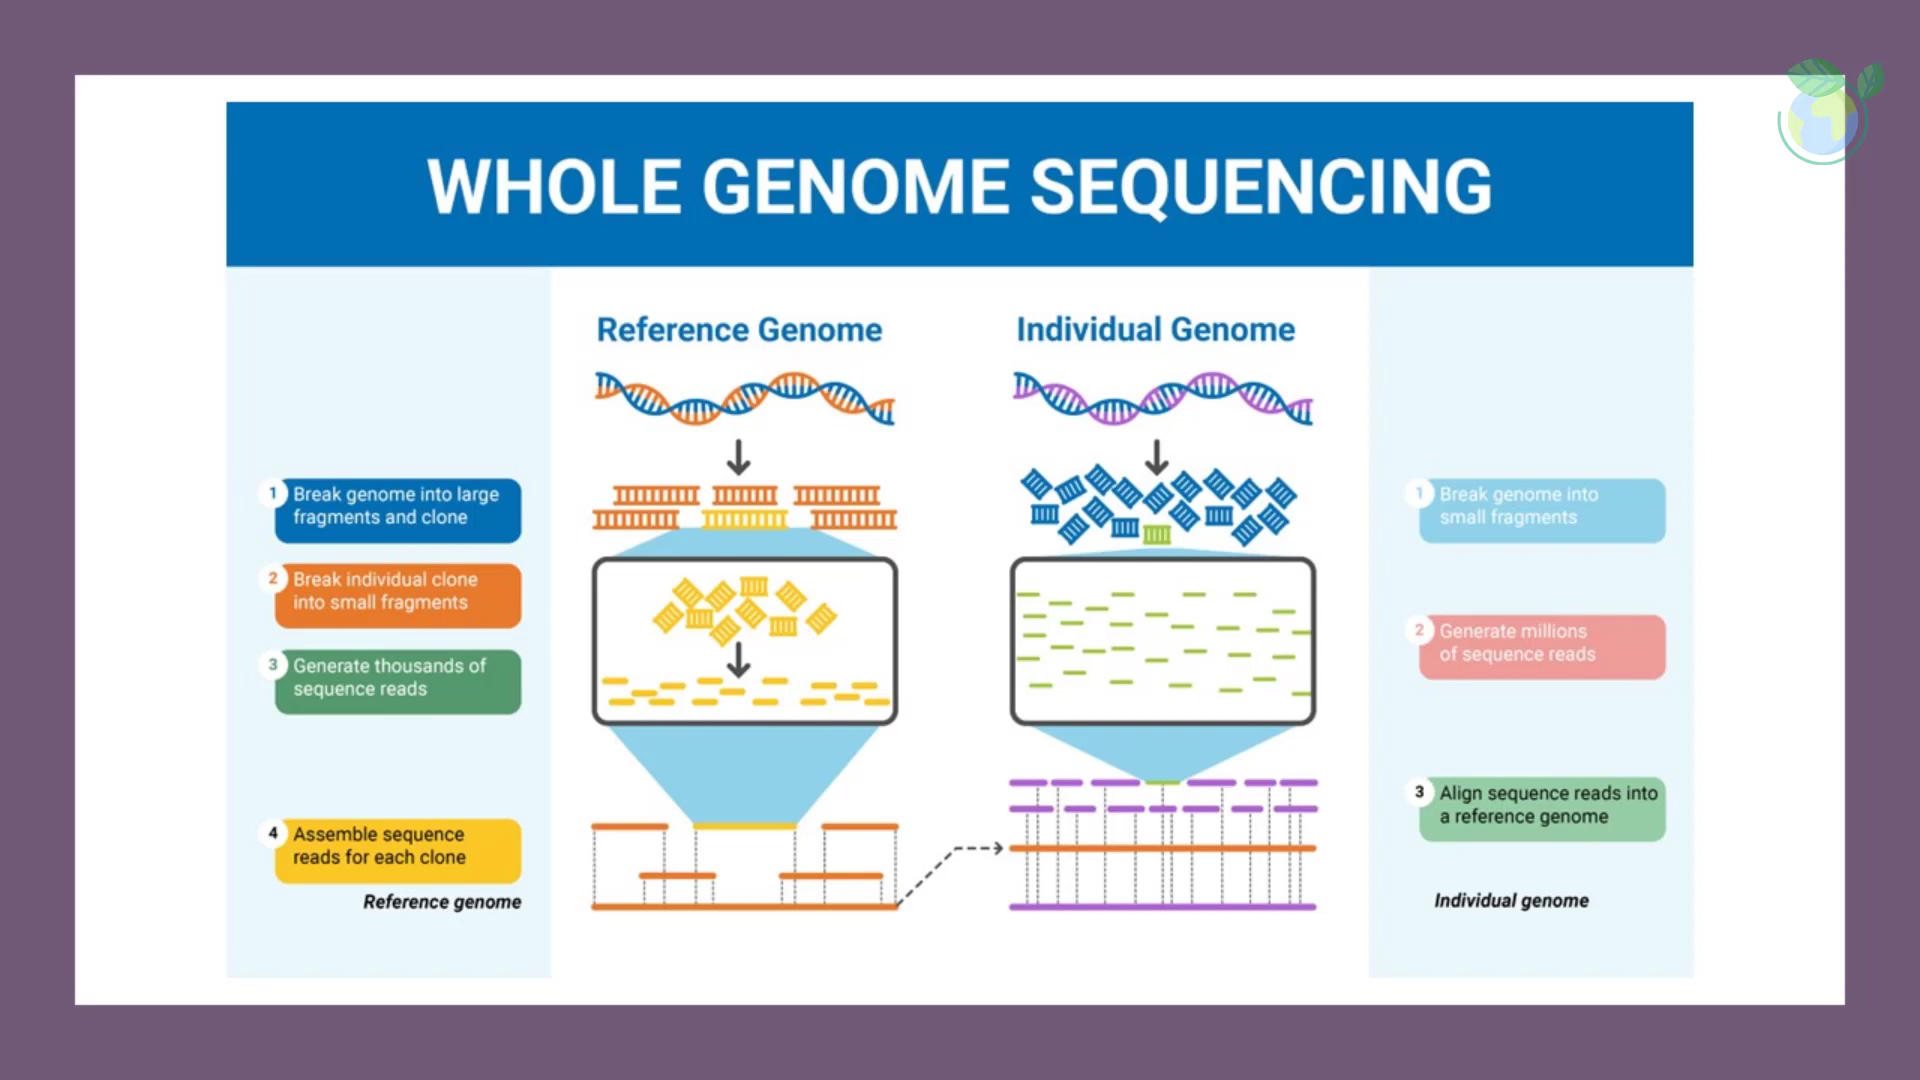 WHOLE GENOME SEQUENCING
Reference Genome
Individual Genome
1 Break genome into large
fragments and clone
2 Break individual clone
into small fragments
3 Generate thousands of
sequence reads
4 Assemble sequence
reads for each clone
Reference genome
1 Break genome into
small fragments
2 Generate millions
of sequence reads
3 Align sequence reads into
a reference genome
Individual genome